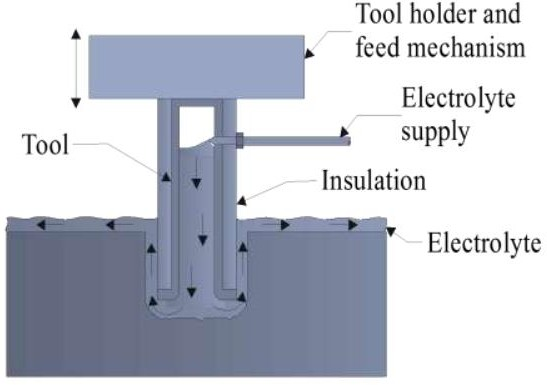 Tool holder and
feed mechanism
Electrolyte
supply
Tool
Insulation
Electrolyte